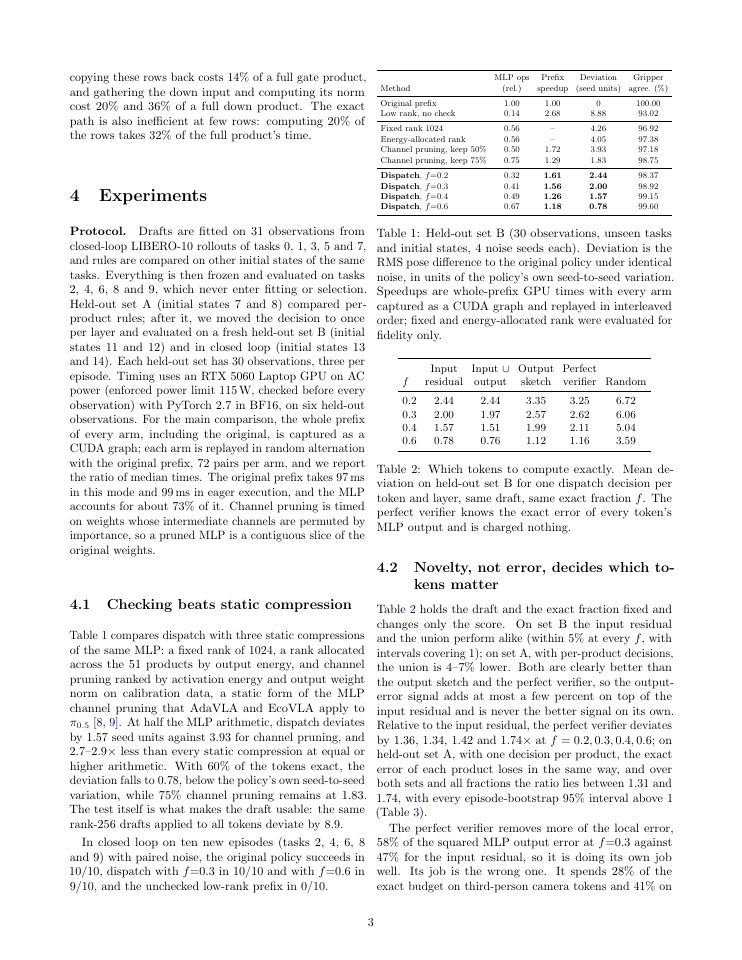 copying these rows back costs 14% of a full gate product,
and gathering the down input and computing its norm
cost 20% and 36% of a full down product. The exact
path is also inefficient at few rows: computing 20% of
the rows takes 32% of the full product's time.
4 Experiments
Protocol. Drafts are fitted on 31 observations from
closed-loop LIBERO-10 rollouts of tasks 0, 1, 3, 5 and 7,
and rules are compared on other initial states of the same
tasks. Everything is then frozen and evaluated on tasks
2, 4, 6, 8 and 9, which never enter fitting or selection.
Held-out set A (initial states 7 and 8) compared per-
product rules; after it, we moved the decision to once
per layer and evaluated on a fresh held-out set B (initial
states 11 and 12) and in closed loop (initial states 13
and 14). Each held-out set has 30 observations, three per
episode. Timing uses an RTX 5060 Laptop GPU on AC
power (enforced power limit 115 W, checked before every
observation) with PyTorch 2.7 in BF16, on six held-out
observations. For the main comparison, the whole prefix
of every arm, including the original, is captured as a
CUDA graph; each arm is replayed in random alternation
with the original prefix, 72 pairs per arm, and we report
the ratio of median times. The original prefix takes 97 ms
in this mode and 99 ms in eager execution, and the MLP
accounts for about 73% of it. Channel pruning is timed
on weights whose intermediate channels are permuted by
importance, so a pruned MLP is a contiguous slice of the
original weights.
4.1 Checking beats static compression
Table 1 compares dispatch with three static compressions
of the same MLP: a fixed rank of 1024, a rank allocated
across the 51 products by output energy, and channel
pruning ranked by activation energy and output weight
norm on calibration data, a static form of the MLP
channel pruning that AdaVLA and EcoVLA apply to
π0.5 [8, 9]. At half the MLP arithmetic, dispatch deviates
by 1.57 seed units against 3.93 for channel pruning, and
2.7–2.9× less than every static compression at equal or
higher arithmetic. With 60% of the tokens exact, the
deviation falls to 0.78, below the policy's own seed-to-seed
variation, while 75% channel pruning remains at 1.83.
The test itself is what makes the draft usable: the same
rank-256 drafts applied to all tokens deviate by 8.9.
In closed loop on ten new episodes (tasks 2, 4, 6, 8
and 9) with paired noise, the original policy succeeds in
10/10, dispatch with f=0.3 in 10/10 and with f=0.6 in
9/10, and the unchecked low-rank prefix in 0/10.
MLP ops Prefix Deviation Gripper
Method (rel.) speedup (seed units) agree. (%)
Original prefix 1.00 1.00 0 100.00
Low rank, no check 0.14 2.68 8.88 93.02
Fixed rank 1024 0.56 – 4.26 96.92
Energy-allocated rank 0.56 – 4.05 97.38
Channel pruning, keep 50% 0.50 1.72 3.93 97.18
Channel pruning, keep 75% 0.75 1.29 1.83 98.75
Dispatch, f=0.2 0.32 1.61 2.44 98.37
Dispatch, f=0.3 0.41 1.56 2.00 98.92
Dispatch, f=0.4 0.49 1.26 1.57 99.15
Dispatch, f=0.6 0.67 1.18 0.78 99.60
Table 1: Held-out set B (30 observations, unseen tasks
and initial states, 4 noise seeds each). Deviation is the
RMS pose difference to the original policy under identical
noise, in units of the policy's own seed-to-seed variation.
Speedups are whole-prefix GPU times with every arm
captured as a CUDA graph and replayed in interleaved
order; fixed and energy-allocated rank were evaluated for
fidelity only.
Input Input ∪ Output Perfect
f residual output sketch verifier Random
0.2 2.44 2.44 3.35 3.25 6.72
0.3 2.00 1.97 2.57 2.62 6.06
0.4 1.57 1.51 1.99 2.11 5.04
0.6 0.78 0.76 1.12 1.16 3.59
Table 2: Which tokens to compute exactly. Mean de-
viation on held-out set B for one dispatch decision per
token and layer, same draft, same exact fraction f. The
perfect verifier knows the exact error of every token's
MLP output and is charged nothing.
4.2 Novelty, not error, decides which to-
kens matter
Table 2 holds the draft and the exact fraction fixed and
changes only the score. On set B the input residual
and the union perform alike (within 5% at every f, with
intervals covering 1); on set A, with per-product decisions,
the union is 4–7% lower. Both are clearly better than
the output sketch and the perfect verifier, so the output-
error signal adds at most a few percent on top of the
input residual and is never the better signal on its own.
Relative to the input residual, the perfect verifier deviates
by 1.36, 1.34, 1.42 and 1.74× at f = 0.2, 0.3, 0.4, 0.6; on
held-out set A, with one decision per product, the exact
error of each product loses in the same way, and over
both sets and all fractions the ratio lies between 1.31 and
1.74, with every episode-bootstrap 95% interval above 1
(Table 3).
The perfect verifier removes more of the local error,
58% of the squared MLP output error at f=0.3 against
47% for the input residual, so it is doing its own job
well. Its job is the wrong one. It spends 28% of the
exact budget on third-person camera tokens and 41% on
3